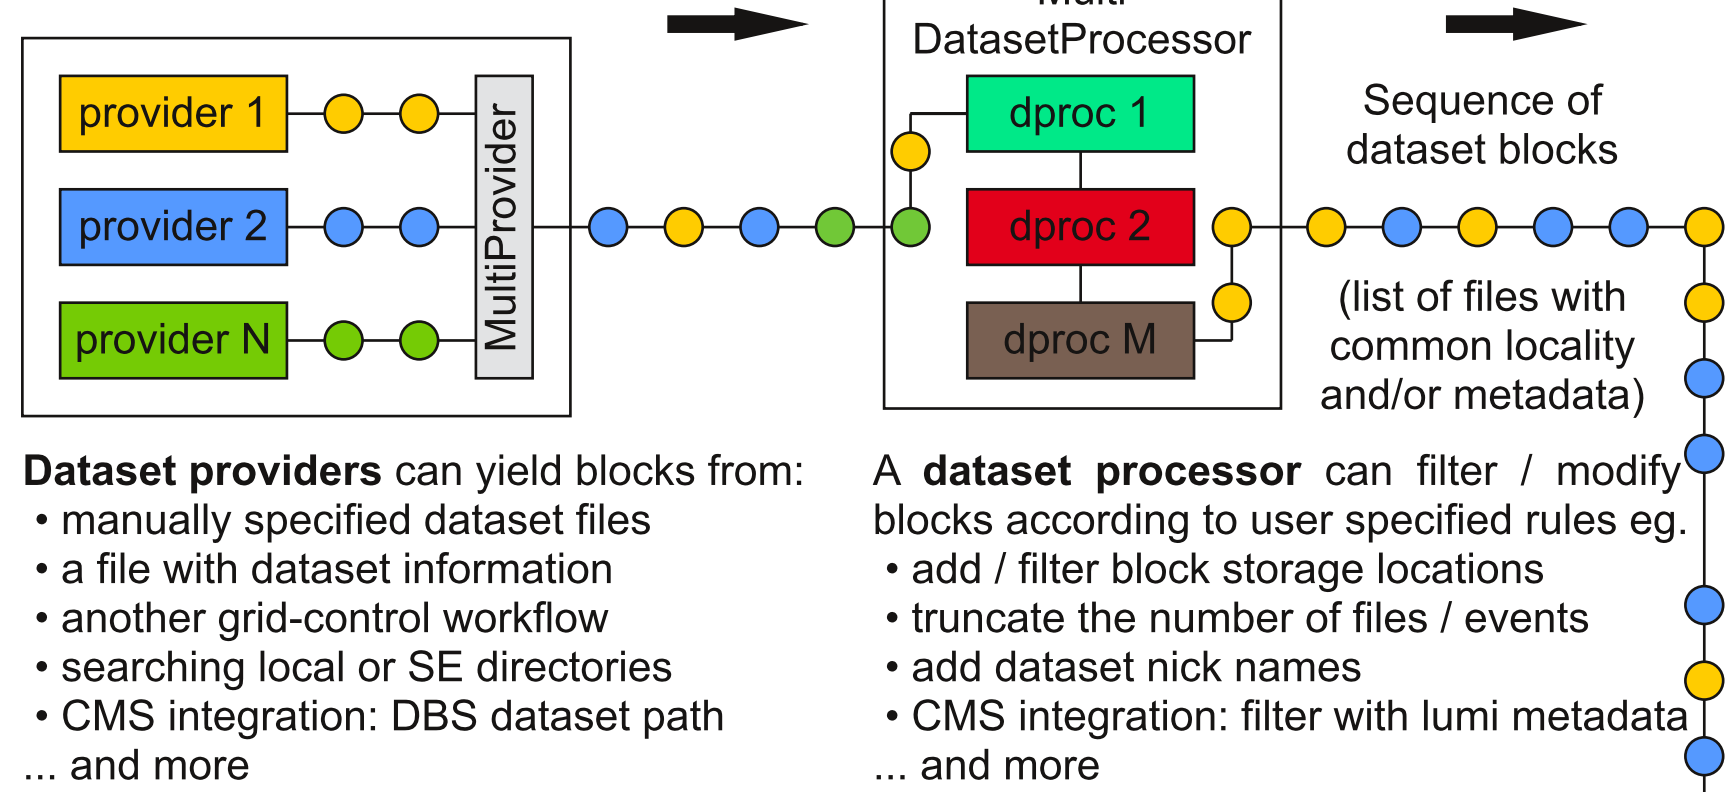 Multi
DatasetProcessor
provider 1
provider 2
provider N
MultiProvider
dproc 1
dproc 2
dproc M
Sequence of
dataset blocks
(list of files with
common locality
and/or metadata)
Dataset providers can yield blocks from:
• manually specified dataset files
• a file with dataset information
• another grid-control workflow
• searching local or SE directories
• CMS integration: DBS dataset path
... and more
A dataset processor can filter / modify
blocks according to user specified rules eg.
• add / filter block storage locations
• truncate the number of files / events
• add dataset nick names
• CMS integration: filter with lumi metadata
... and more